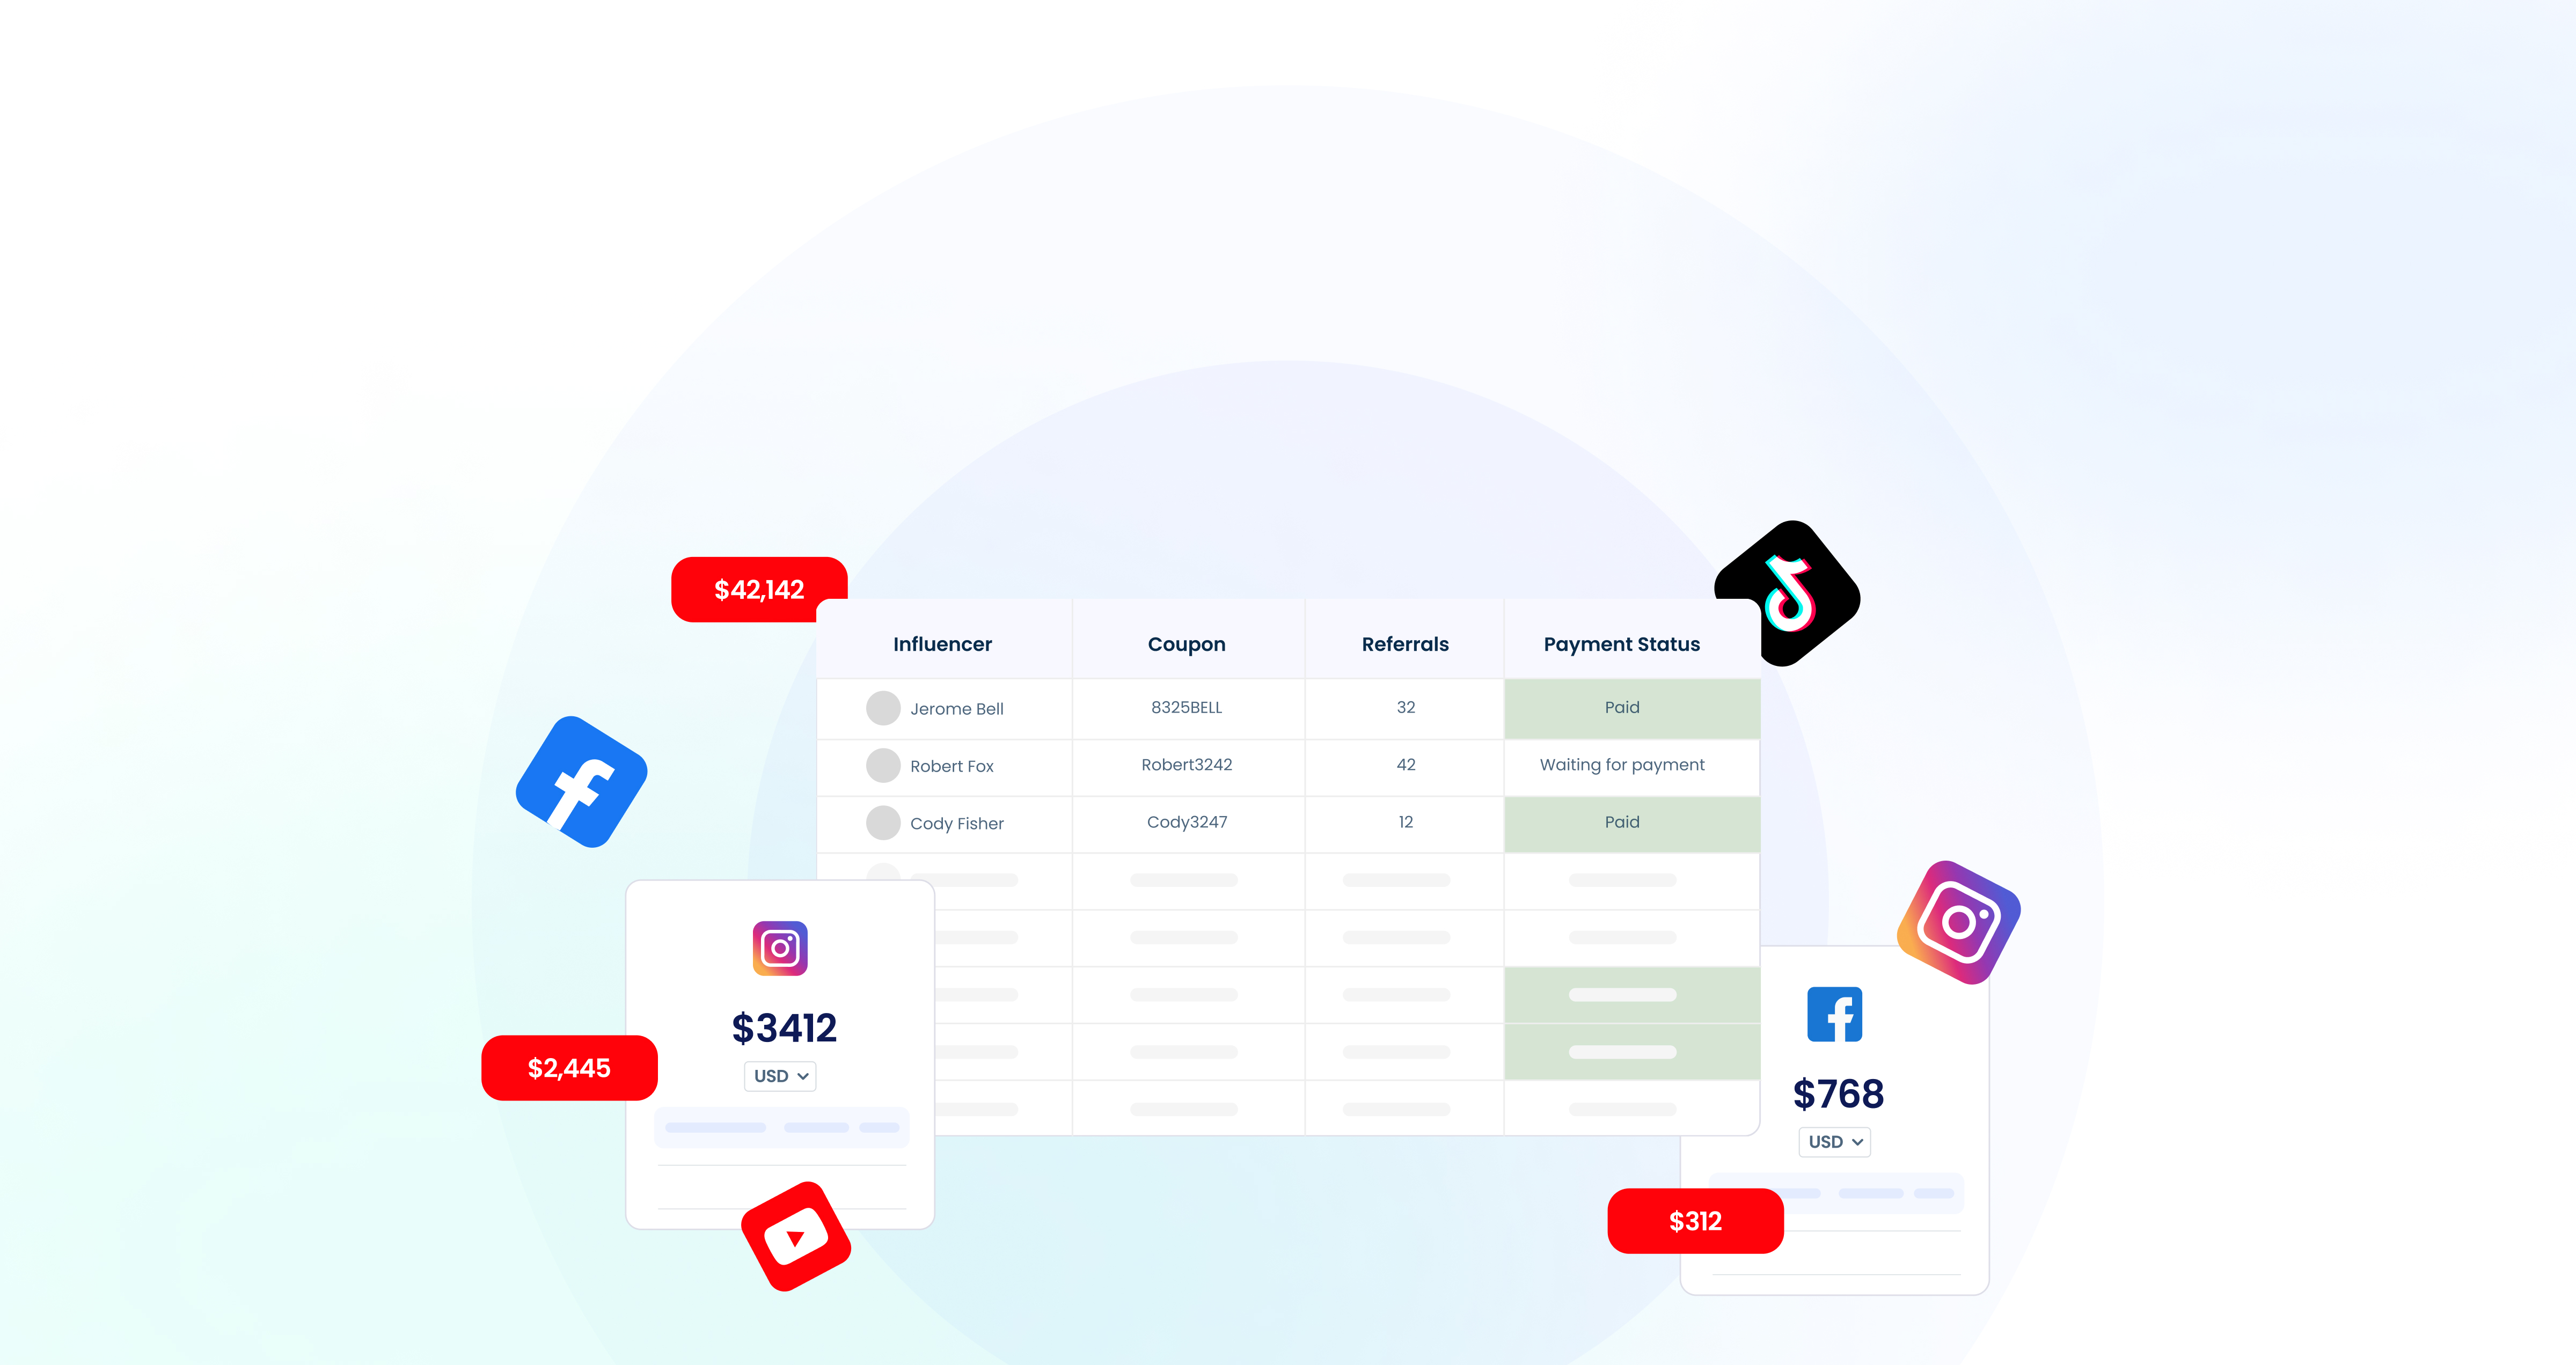 $42,142
Influencer Coupon Referrals Payment Status
Jerome Bell 8325BELL 32 Paid
Robert Fox Robert3242 42 Waiting for payment
Cody Fisher Cody3247 12 Paid
$3412
USD
$2,445
$768
USD
$312